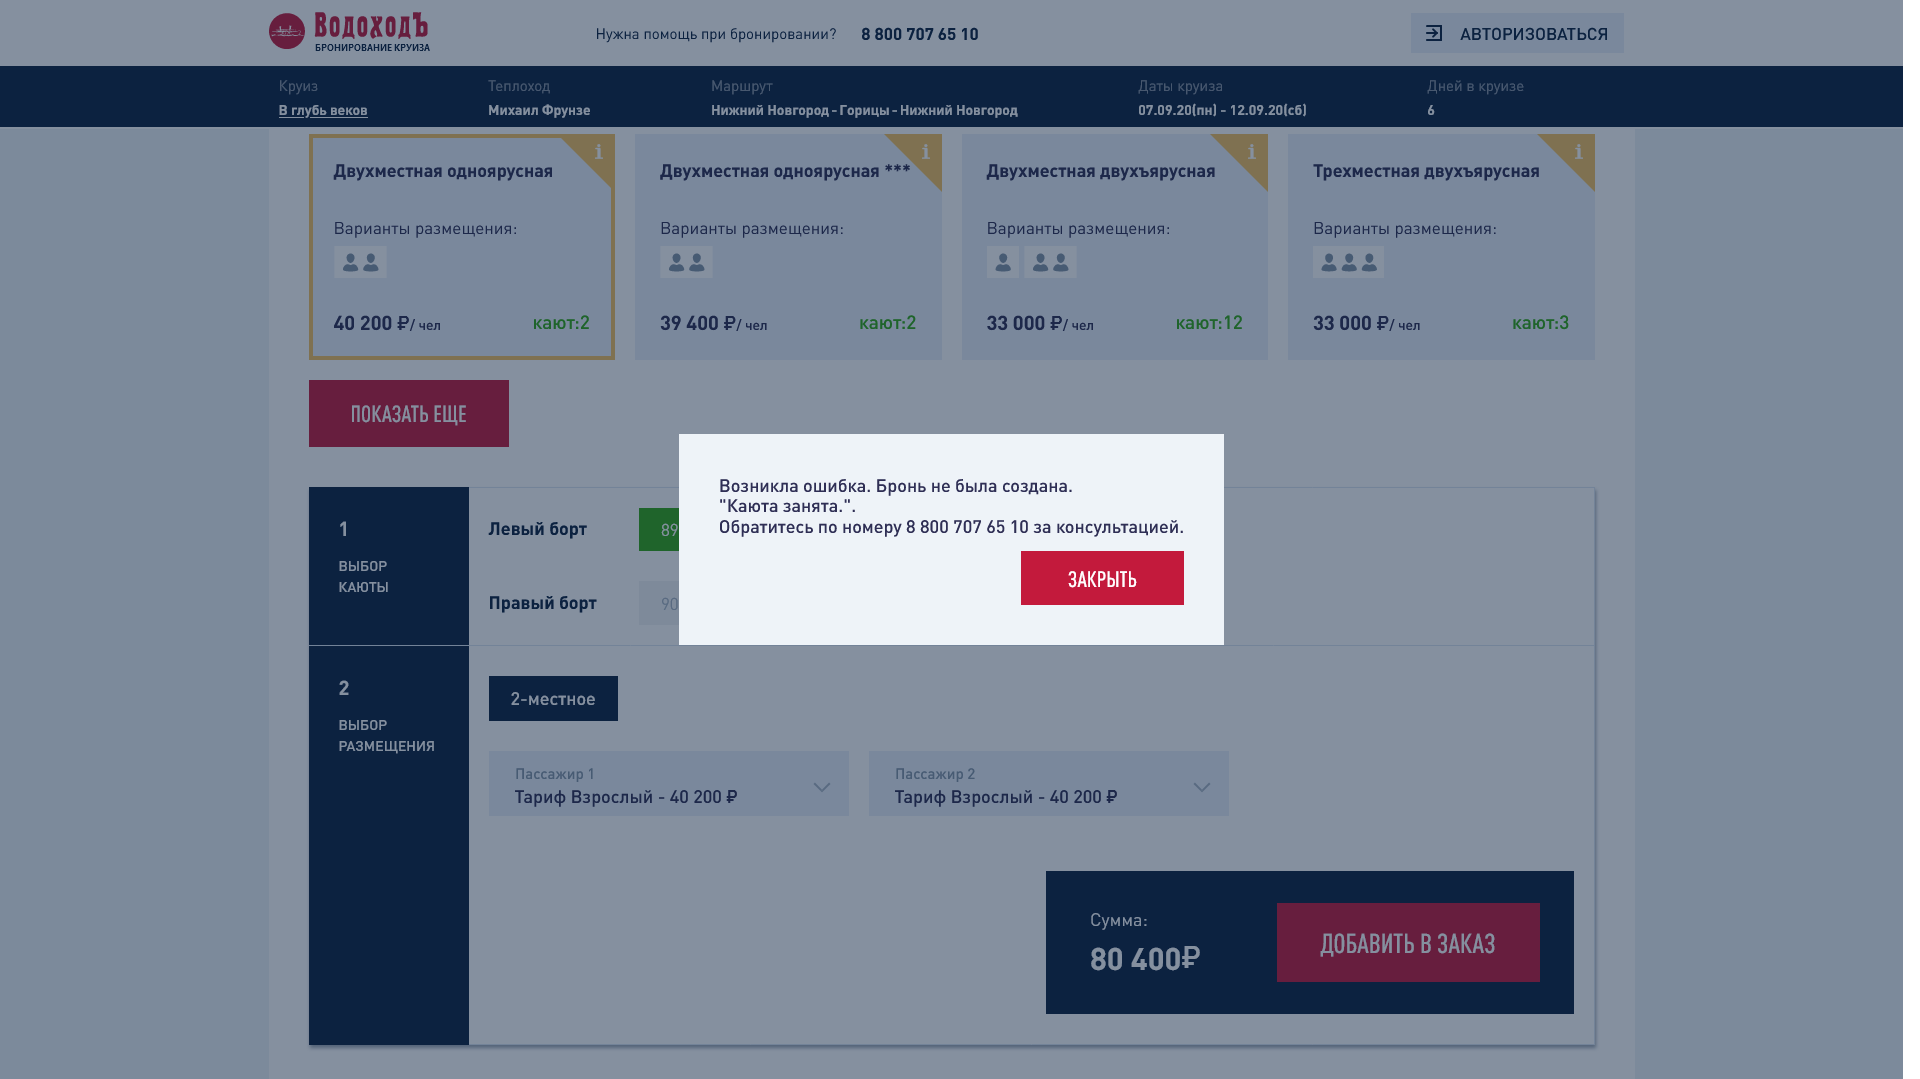 ВодоходЪ
БРОНИРОВАНИЕ КРУИЗА
Нужна помощь при бронировании? 8 800 707 65 10
АВТОРИЗОВАТЬСЯ
Круиз
В глубь веков
Теплоход
Михаил Фрунзе
Маршрут
Нижний Новгород - Горицы - Нижний Новгород
Даты круиза
07.09.20(пн) - 12.09.20(сб)
Дней в круизе
6
Двухместная одноярусная
Варианты размещения:
40 200 ₽/ чел
кают:2
Двухместная одноярусная ***
Варианты размещения:
39 400 ₽/ чел
кают:2
Двухместная двухъярусная
Варианты размещения:
33 000 ₽/ чел
кают:12
Трехместная двухъярусная
Варианты размещения:
33 000 ₽/ чел
кают:3
ПОКАЗАТЬ ЕЩЕ
Возникла ошибка. Бронь не была создана.
"Каюта занята.".
Обратитесь по номеру 8 800 707 65 10 за консультацией.
ЗАКРЫТЬ
1
ВЫБОР
КАЮТЫ
Левый борт
Правый борт
2
ВЫБОР
РАЗМЕЩЕНИЯ
2-местное
Пассажир 1
Тариф Взрослый - 40 200 ₽
Пассажир 2
Тариф Взрослый - 40 200 ₽
Сумма:
80 400₽
ДОБАВИТЬ В ЗАКАЗ